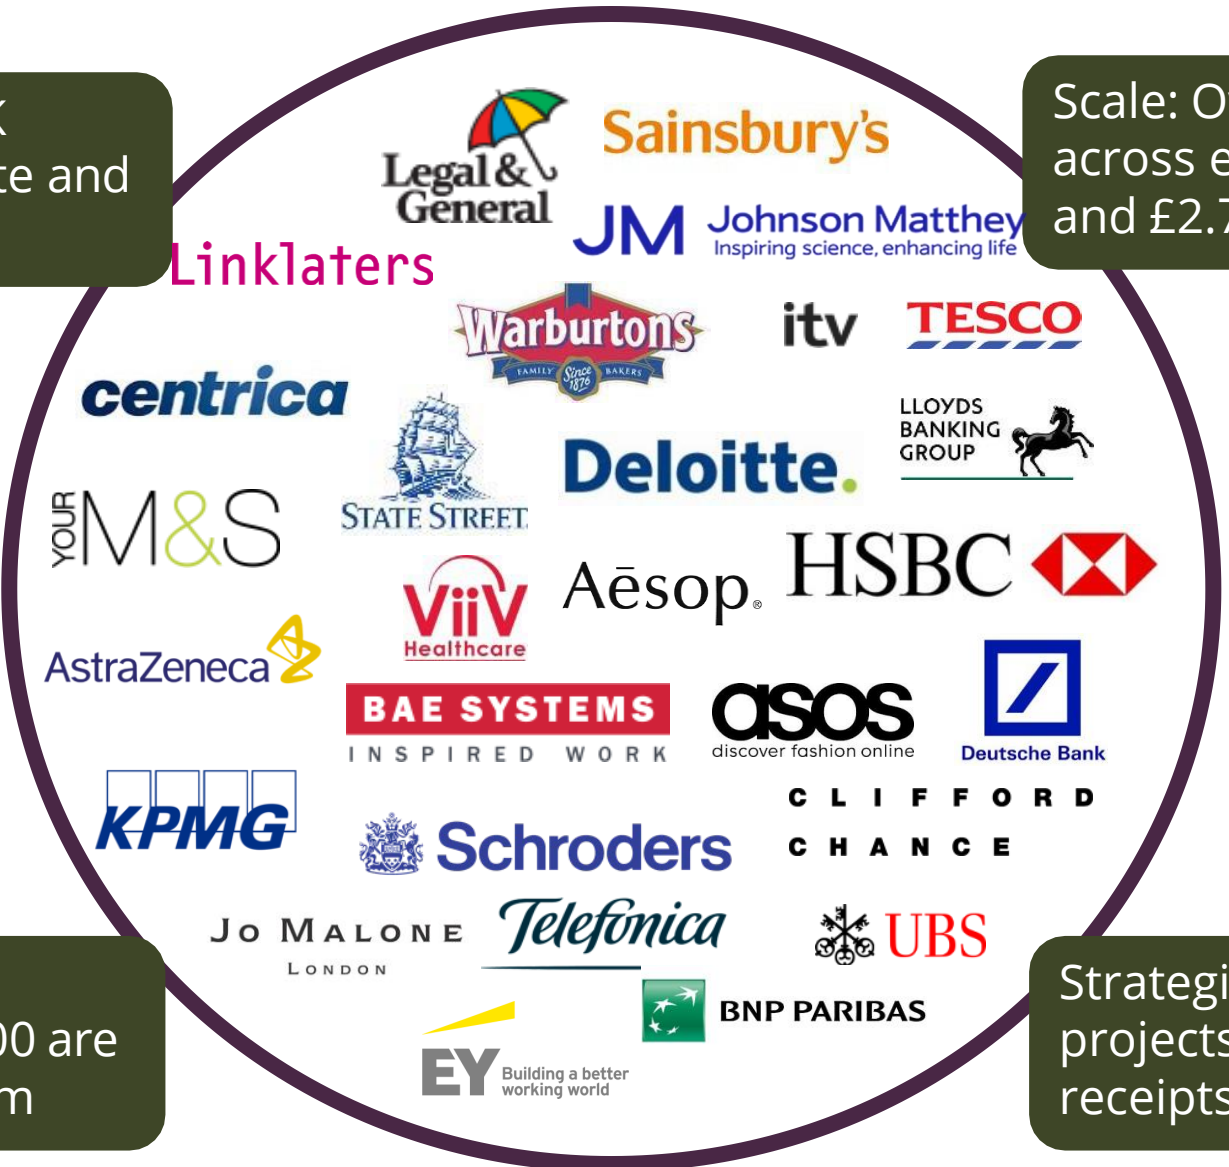 te and
Scale:
across
and £2.7
Legal &
General
Sainsbury's
JM Johnson Matthey
Inspiring science, enhancing life
Linklaters
Warburtons
FAMILY Since 1876 BAKERS
itv
TESCO
centrica
STATE STREET
Deloitte.
LLOYDS
BANKING
GROUP
YOUR M&S
ViiV
Healthcare
Aēsop®
HSBC
AstraZeneca
BAE SYSTEMS
INSPIRED WORK
asos
discover fashion online
Deutsche Bank
KPMG
Schroders
CLIFFORD
CHANCE
JO MALONE
LONDON
Telefónica
UBS
BNP PARIBAS
EY Building a better
working world
00 are
m
Strategi
projects
receipts